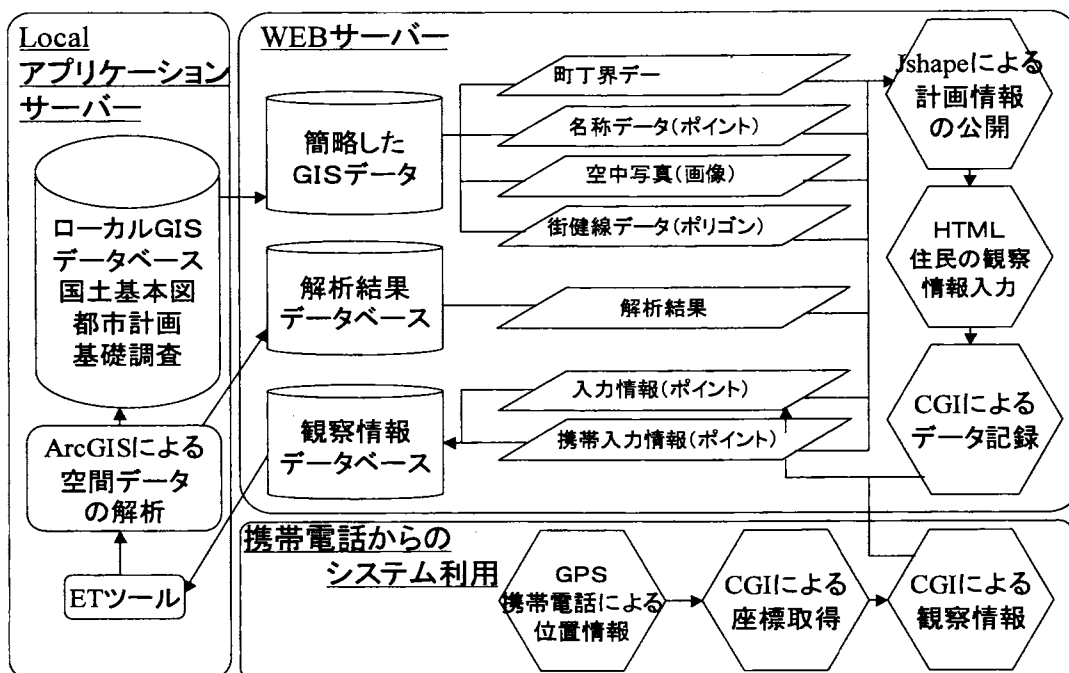 Local
アプリケーション
サーバー
ローカルGIS
データベース
国土基本図
都市計画
基礎調査
ArcGISによる
空間データ
の解析
ETツール
WEBサーバー
簡略した
GISデータ
解析結果
データベース
観察情報
データベース
町丁界デー
名称データ(ポイント)
空中写真(画像)
街健線データ(ポリゴン)
解析結果
入力情報(ポイント)
携帯入力情報(ポイント)
Jshapeによる
計画情報
の公開
HTML
住民の観察
情報入力
CGIによる
データ記録
携帯電話からの
システム利用
GPS
携帯電話による
位置情報
CGIによる
座標取得
CGIによる
観察情報